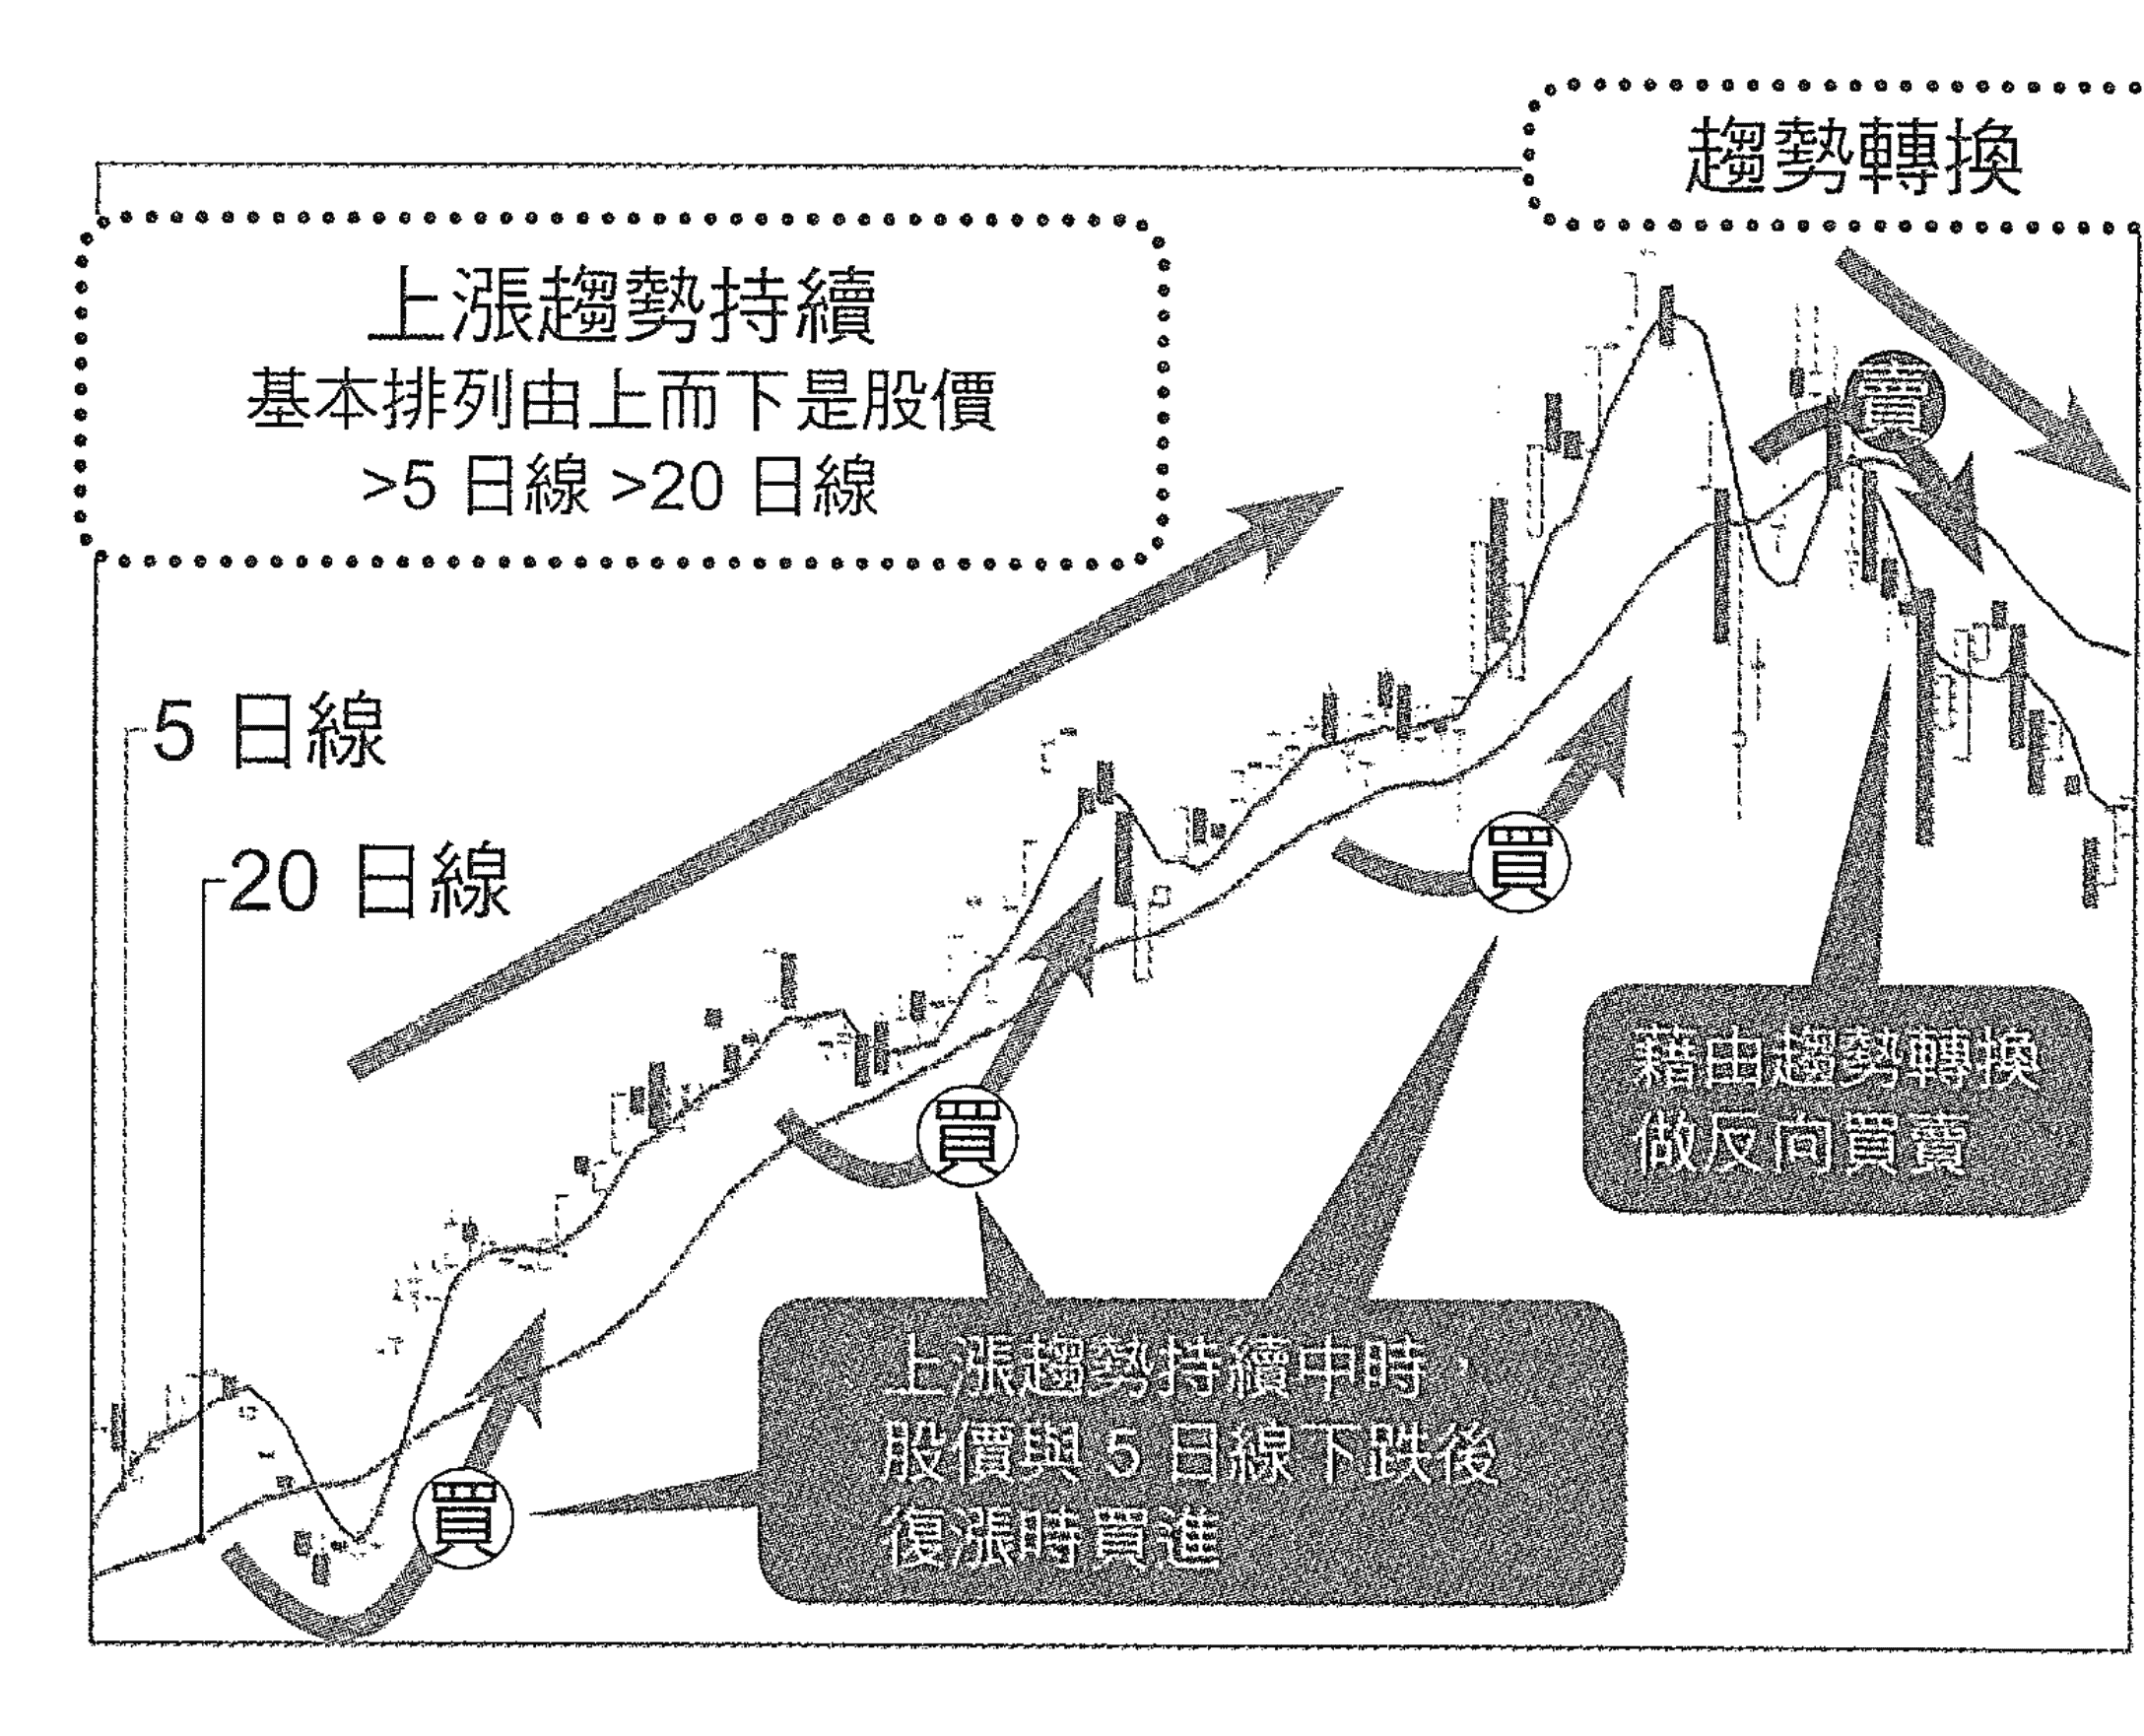 趨勢轉換
上漲趨勢持續
基本排列由上而下是股價
>5 日線 >20 日線
5 日線
20 日線
賣
買
買
買
藉由趨勢轉換
做反向買賣
上漲趨勢持續中時，
股價與 5 日線下跌後
復漲時買進